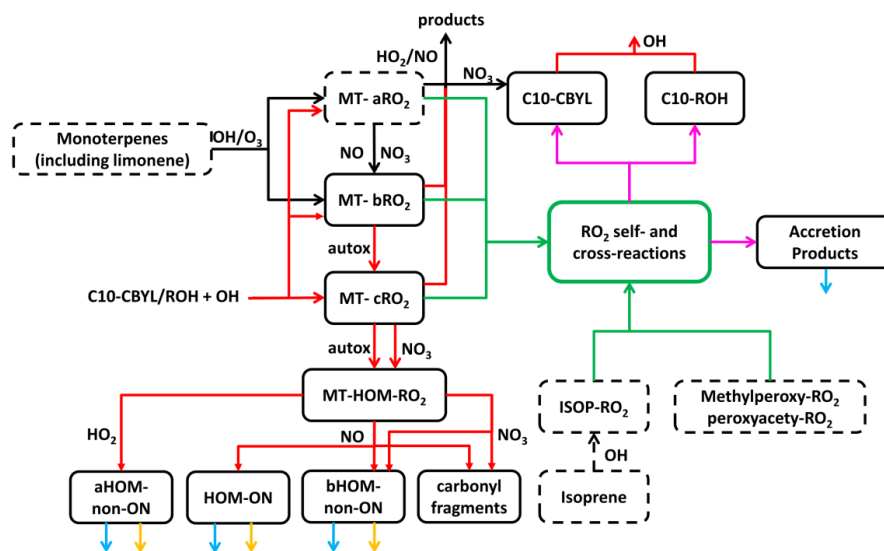 products
HO₂/NO
NO₃
OH
MT- aRO₂
C10-CBYL
C10-ROH
Monoterpenes
(including limonene)
OH/O₃
NO
NO₃
MT- bRO₂
RO₂ self- and
cross-reactions
Accretion
Products
autox
C10-CBYL/ROH + OH
MT- cRO₂
autox
NO₃
MT-HOM-RO₂
ISOP-RO₂
Methylperoxy-RO₂
peroxyacety-RO₂
HO₂
NO
NO₃
OH
aHOM-
non-ON
HOM-ON
bHOM-
non-ON
carbonyl
fragments
Isoprene